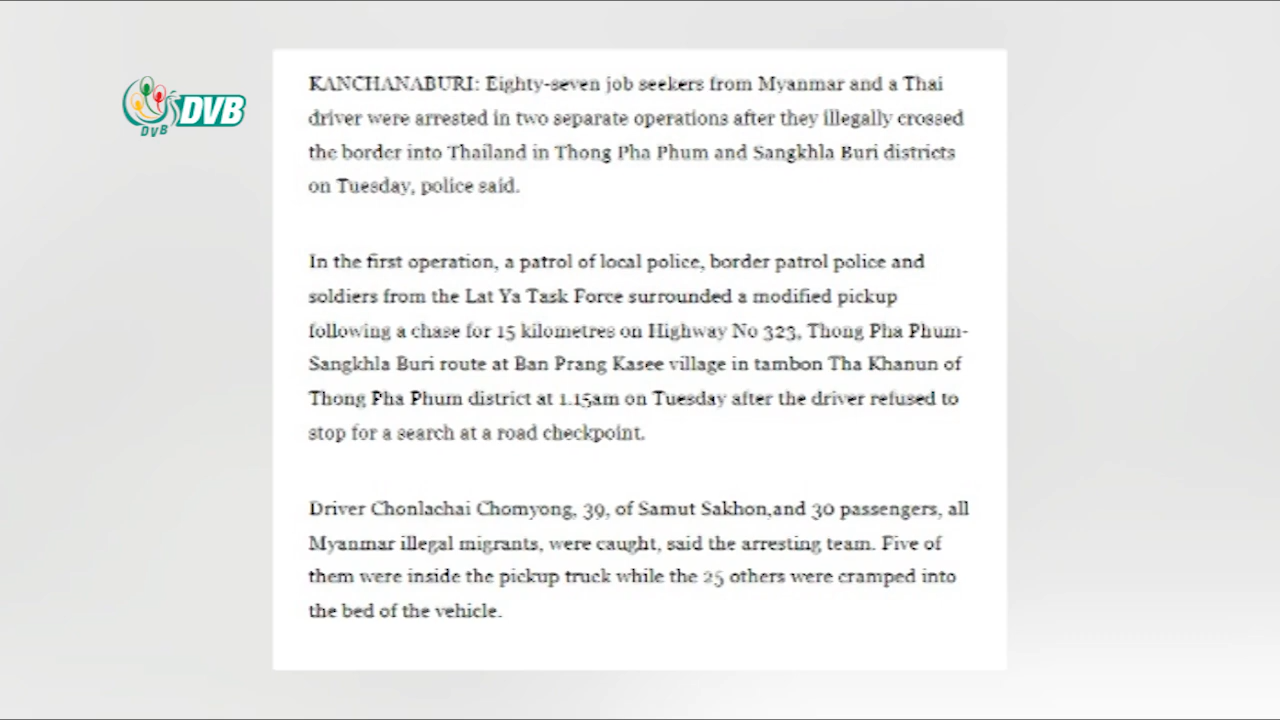 DVB
DVB
KANCHANABURI: Eighty-seven job seekers from Myanmar and a Thai
driver were arrested in two separate operations after they illegally crossed
the border into Thailand in Thong Pha Phum and Sangkhla Buri districts
on Tuesday, police said.
In the first operation, a patrol of local police, border patrol police and
soldiers from the Lat Ya Task Force surrounded a modified pickup
following a chase for 15 kilometres on Highway No 323, Thong Pha Phum-
Sangkhla Buri route at Ban Prang Kasee village in tambon Tha Khanun of
Thong Pha Phum district at 1.15am on Tuesday after the driver refused to
stop for a search at a road checkpoint.
Driver Chonlachai Chomyong, 39, of Samut Sakhon,and 30 passengers, all
Myanmar illegal migrants, were caught, said the arresting team. Five of
them were inside the pickup truck while the 25 others were cramped into
the bed of the vehicle.